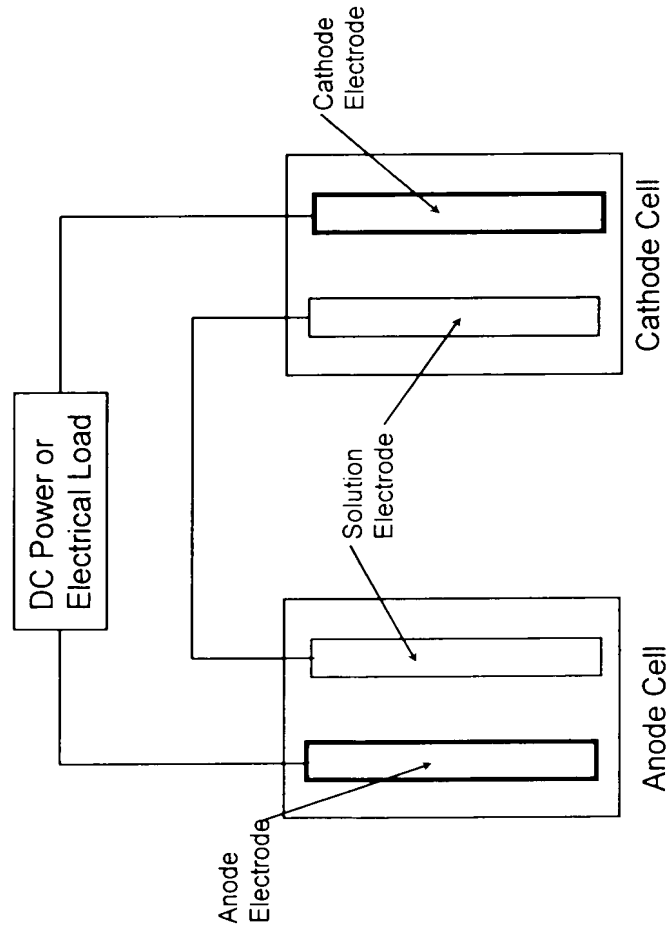 DC Power or
Electrical Load
Anode
Electrode
Solution
Electrode
Cathode
Electrode
Anode Cell
Cathode Cell